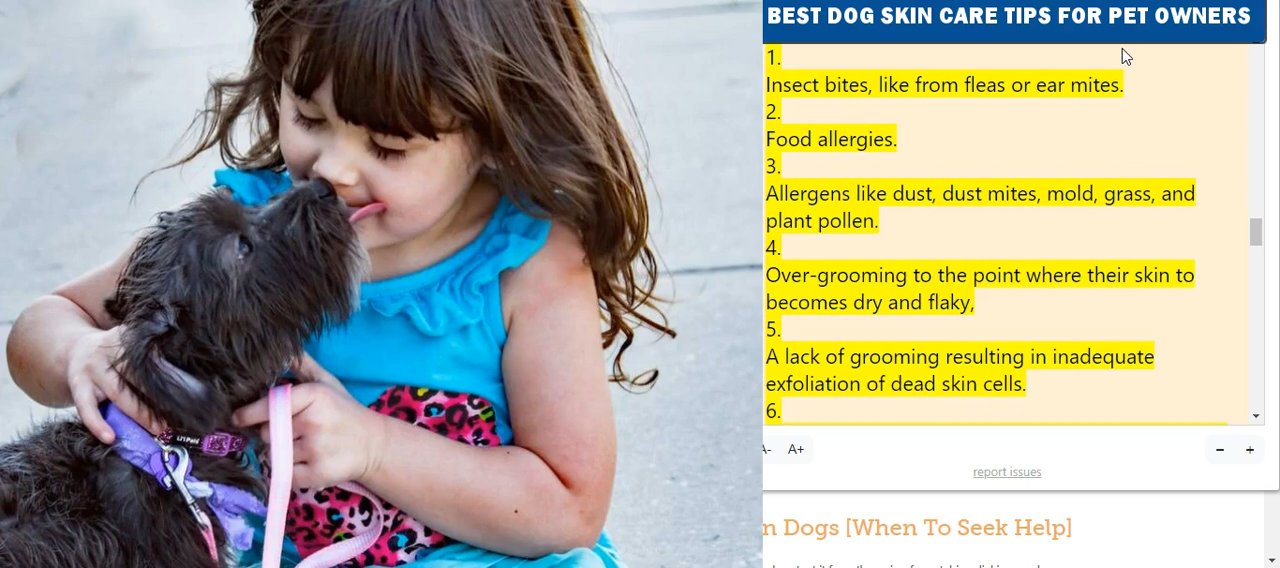 BEST DOG SKIN CARE TIPS FOR PET OWNERS
1.
Insect bites, like from fleas or ear mites.
2.
Food allergies.
3.
Allergens like dust, dust mites, mold, grass, and
plant pollen.
4.
Over-grooming to the point where their skin to
becomes dry and flaky,
5.
A lack of grooming resulting in inadequate
exfoliation of dead skin cells.
6.
A- A+ - +
report issues
n Dogs [When To Seek Help]
Li'l Pals